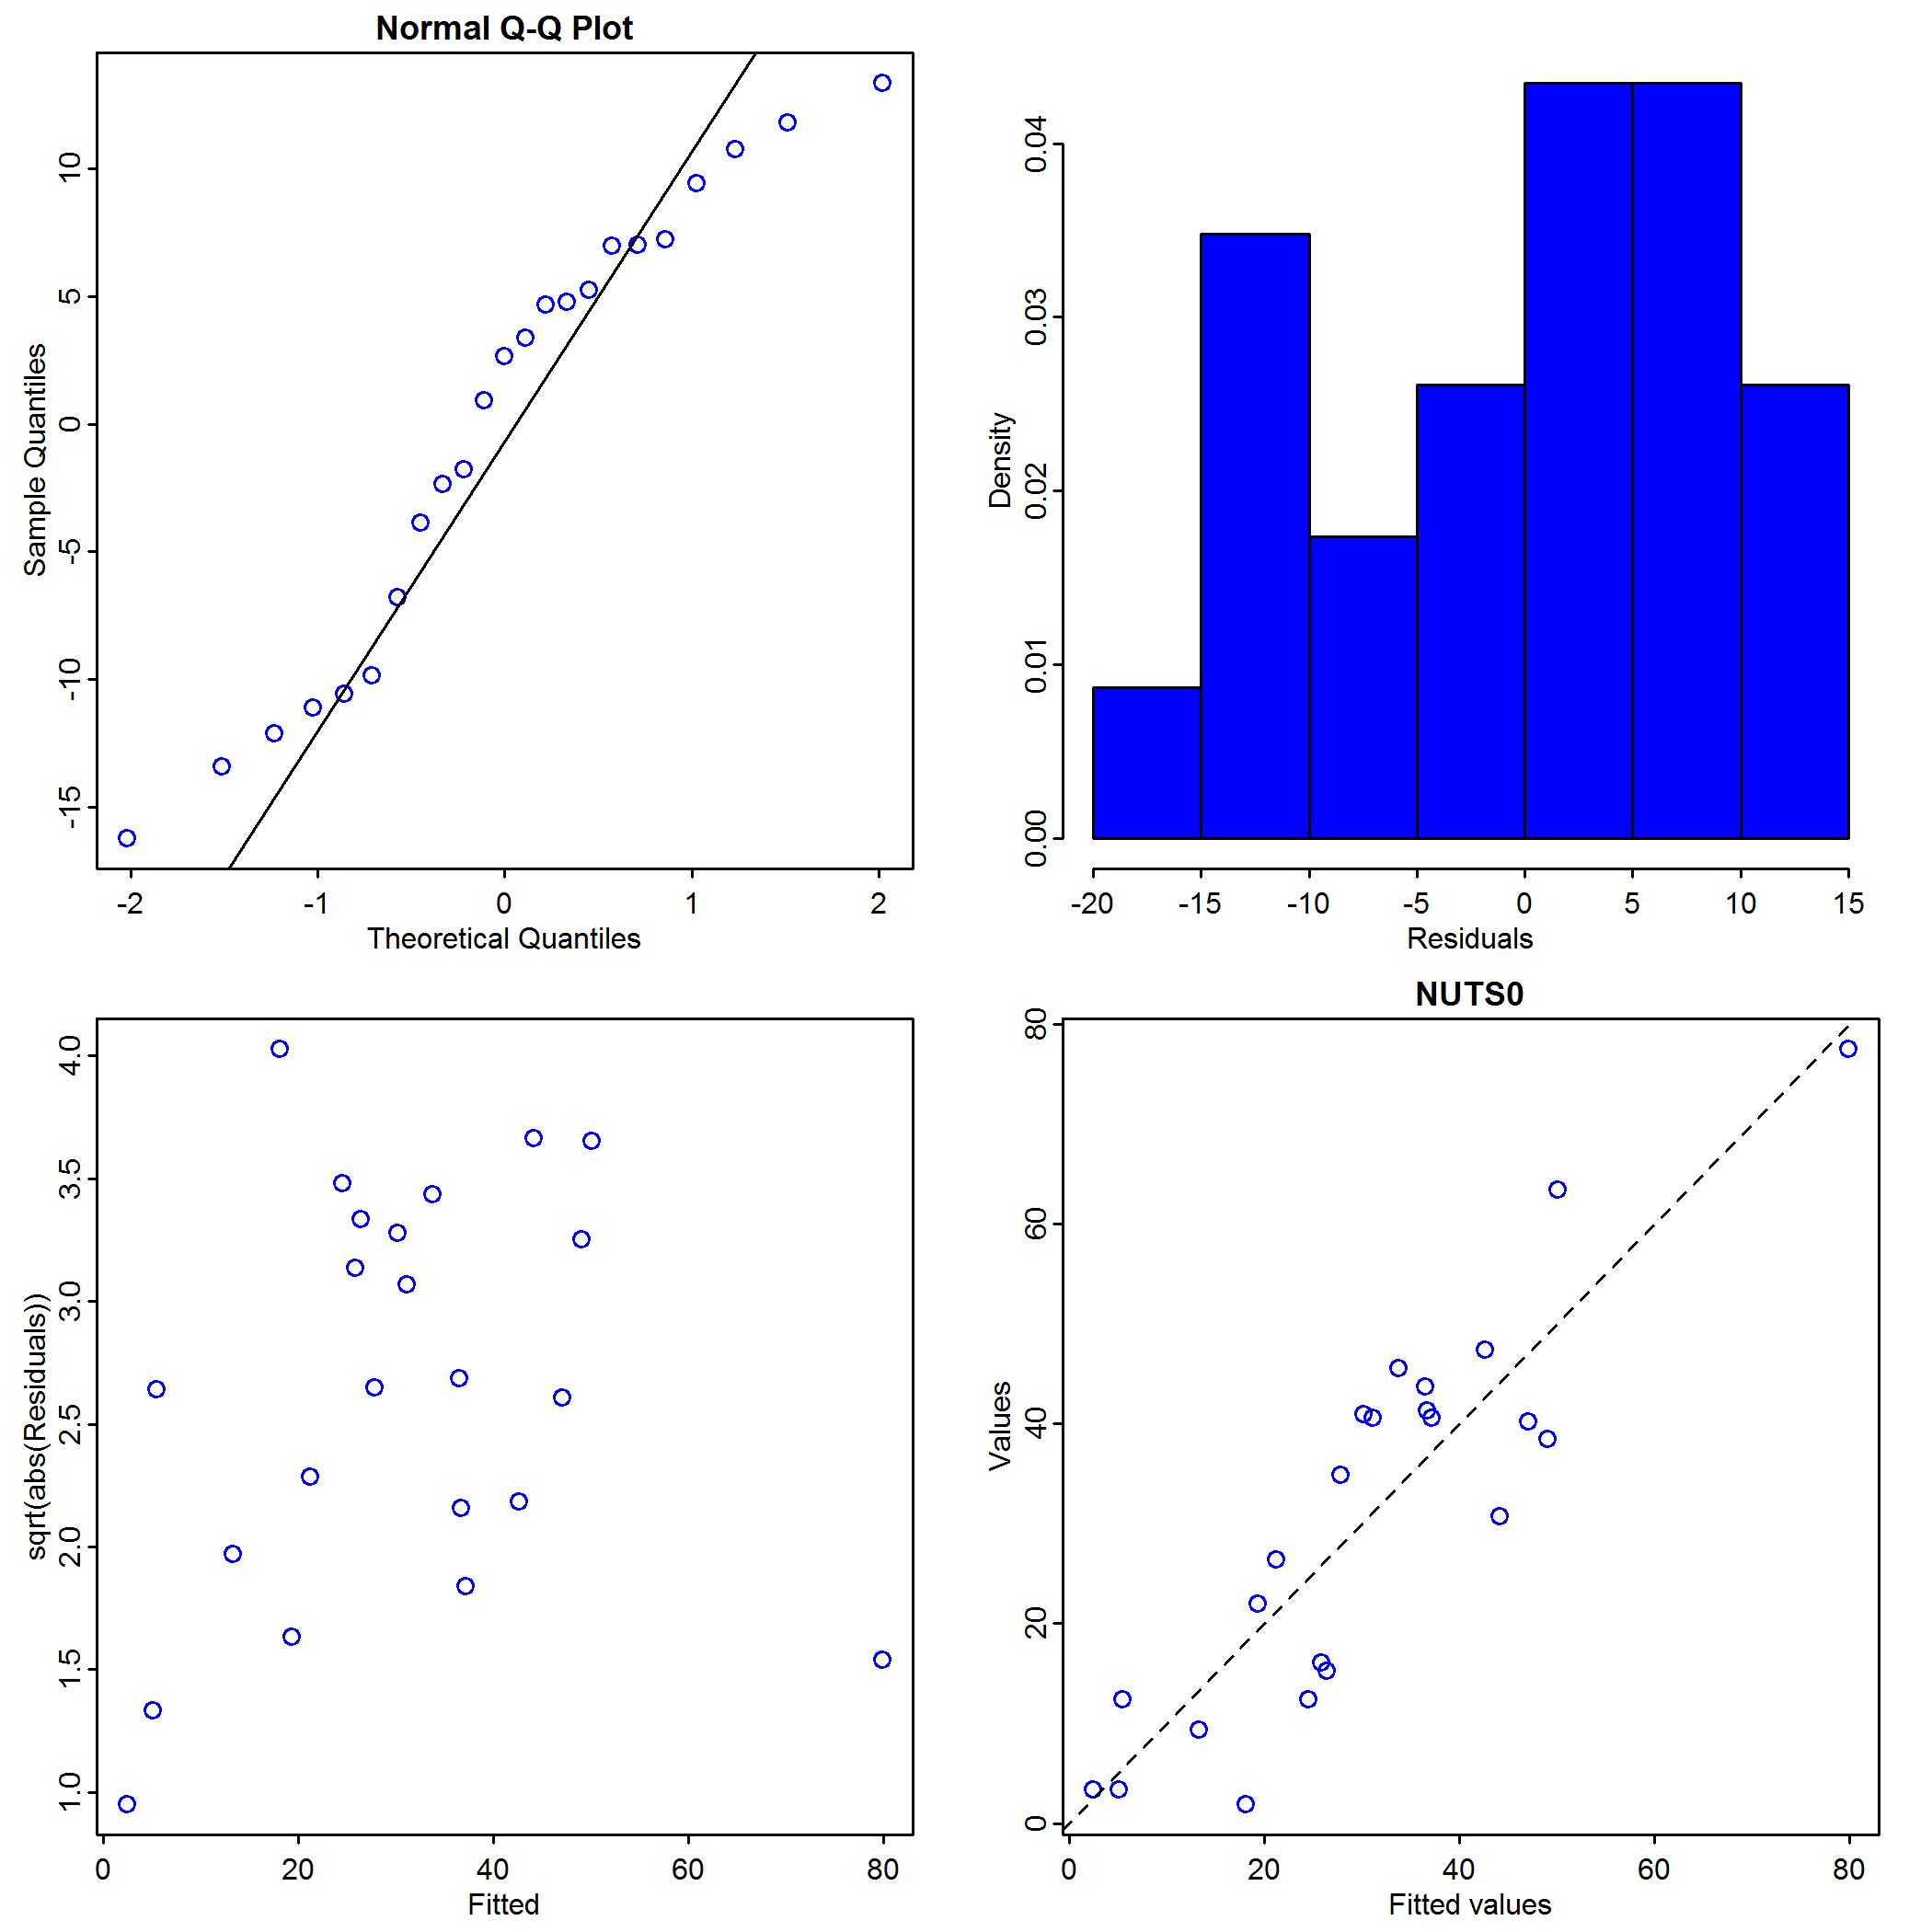 Normal Q-Q Plot
Sample Quantiles
-15 -10 -5 0 5 10
-2 -1 0 1 2
Theoretical Quantiles
Density
0.00 0.01 0.02 0.03 0.04
-20 -15 -10 -5 0 5 10 15
Residuals
sqrt(abs(Residuals))
1.0 1.5 2.0 2.5 3.0 3.5 4.0
0 20 40 60 80
Fitted
NUTS0
Values
0 20 40 60 80
0 20 40 60 80
Fitted values